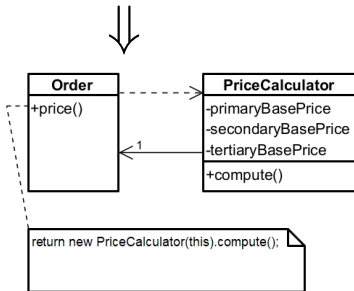 Order
+price()
PriceCalculator
-primaryBasePrice
-secondaryBasePrice
-tertiaryBasePrice
+compute()
1
return new PriceCalculator(this).compute();